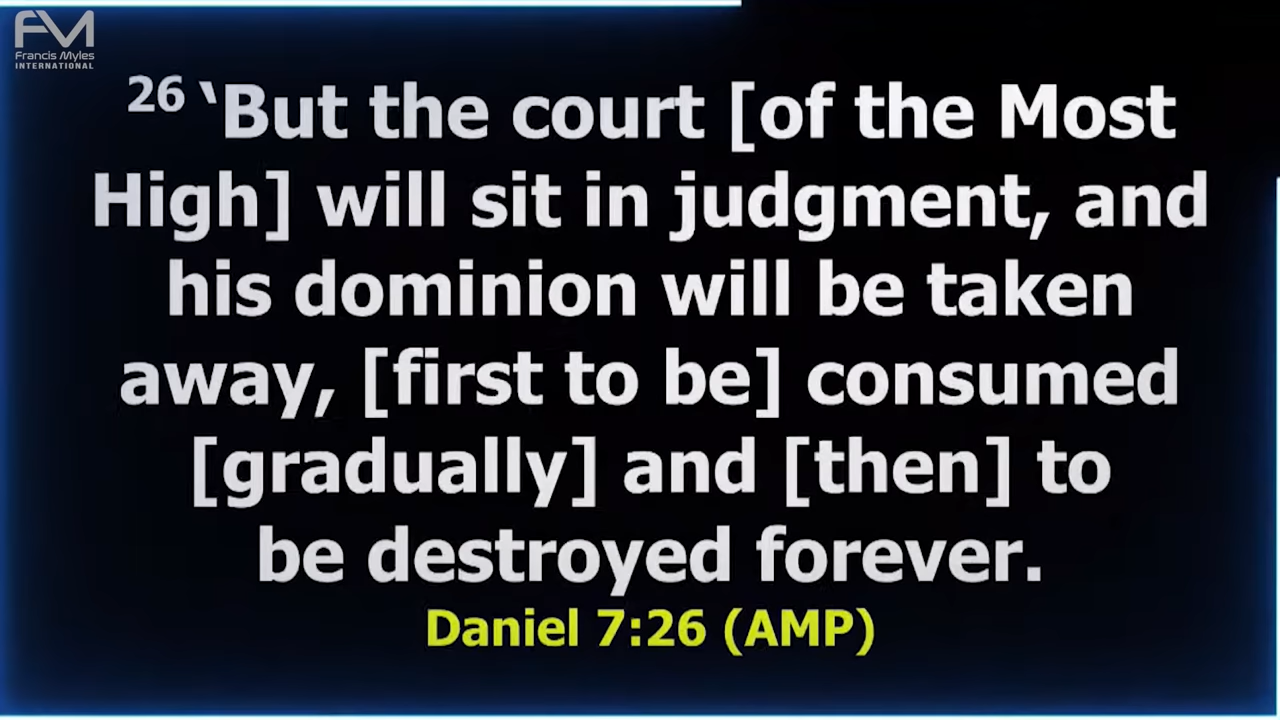 FM
Francis Myles
INTERNATIONAL
26 ‘But the court [of the Most
High] will sit in judgment, and
his dominion will be taken
away, [first to be] consumed
[gradually] and [then] to
be destroyed forever.
Daniel 7:26 (AMP)